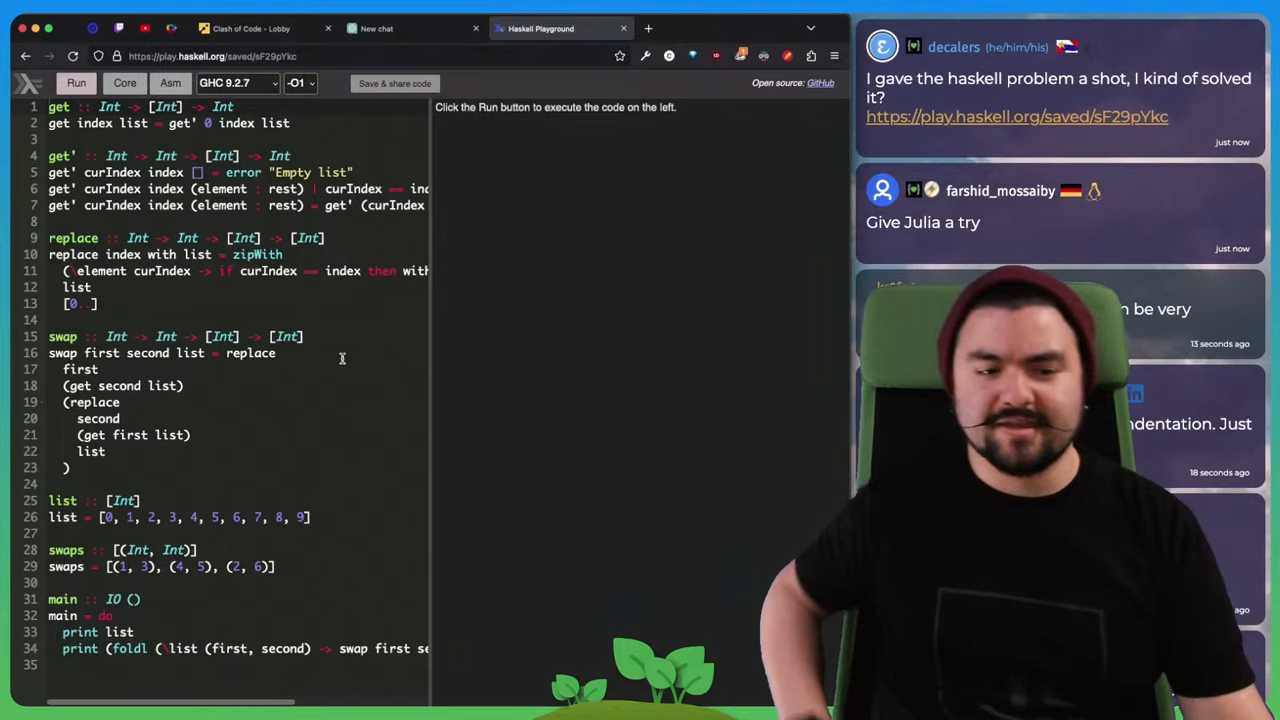 Clash of Code - Lobby
New chat
Haskell Playground
https://play.haskell.org/saved/sF29pYkc
Run
Core
Asm
GHC 9.2.7
-O1
Save & share code
Open source: GitHub
1 get :: Int -> [Int] -> Int
2 get index list = get' 0 index list
3
4 get' :: Int -> Int -> [Int] -> Int
5 get' curIndex index [] = error "Empty list"
6 get' curIndex index (element : rest) | curIndex == ind
7 get' curIndex index (element : rest) = get' (curIndex
8
9 replace :: Int -> Int -> [Int] -> [Int]
10 replace index with list = zipWith
11 (\element curIndex -> if curIndex == index then with
12 list
13 [0..]
14
15 swap :: Int -> Int -> [Int] -> [Int]
16 swap first second list = replace
17 first
18 (get second list)
19 (replace
20 second
21 (get first list)
22 list
23 )
24
25 list :: [Int]
26 list = [0, 1, 2, 3, 4, 5, 6, 7, 8, 9]
27
28 swaps :: [(Int, Int)]
29 swaps = [(1, 3), (4, 5), (2, 6)]
30
31 main :: IO ()
32 main = do
33 print list
34 print (foldl (\list (first, second) -> swap first se
35
Click the Run button to execute the code on the left.
decalers (he/him/his)
I gave the haskell problem a shot, I kind of solved
it?
https://play.haskell.org/saved/sF29pYkc
just now
farshid_mossaiby
Give Julia a try
just now
n be very
13 seconds ago
ndentation. Just
18 seconds ago
ago
ago